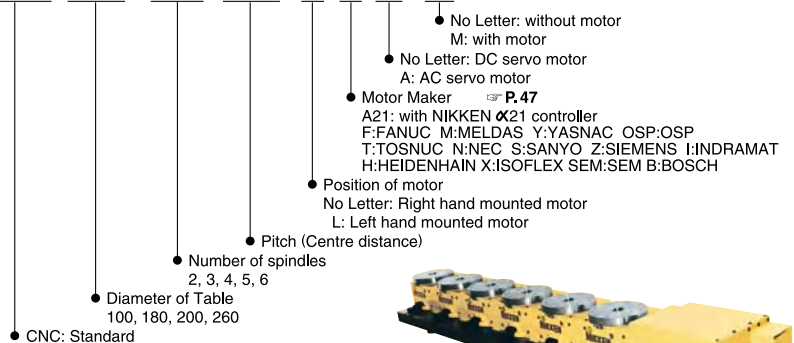 No Letter: without motor
M: with motor
No Letter: DC servo motor
A: AC servo motor
Motor Maker ☞ P.47
A21: with NIKKEN α21 controller
F:FANUC M:MELDAS Y:YASNAC OSP:OSP
T:TOSNUC N:NEC S:SANYO Z:SIEMENS I:INDRAMAT
H:HEIDENHAIN X:ISOFLEX SEM:SEM B:BOSCH
Position of motor
No Letter: Right hand mounted motor
L: Left hand mounted motor
Pitch (Centre distance)
Number of spindles
2, 3, 4, 5, 6
Diameter of Table
100, 180, 200, 260
CNC: Standard